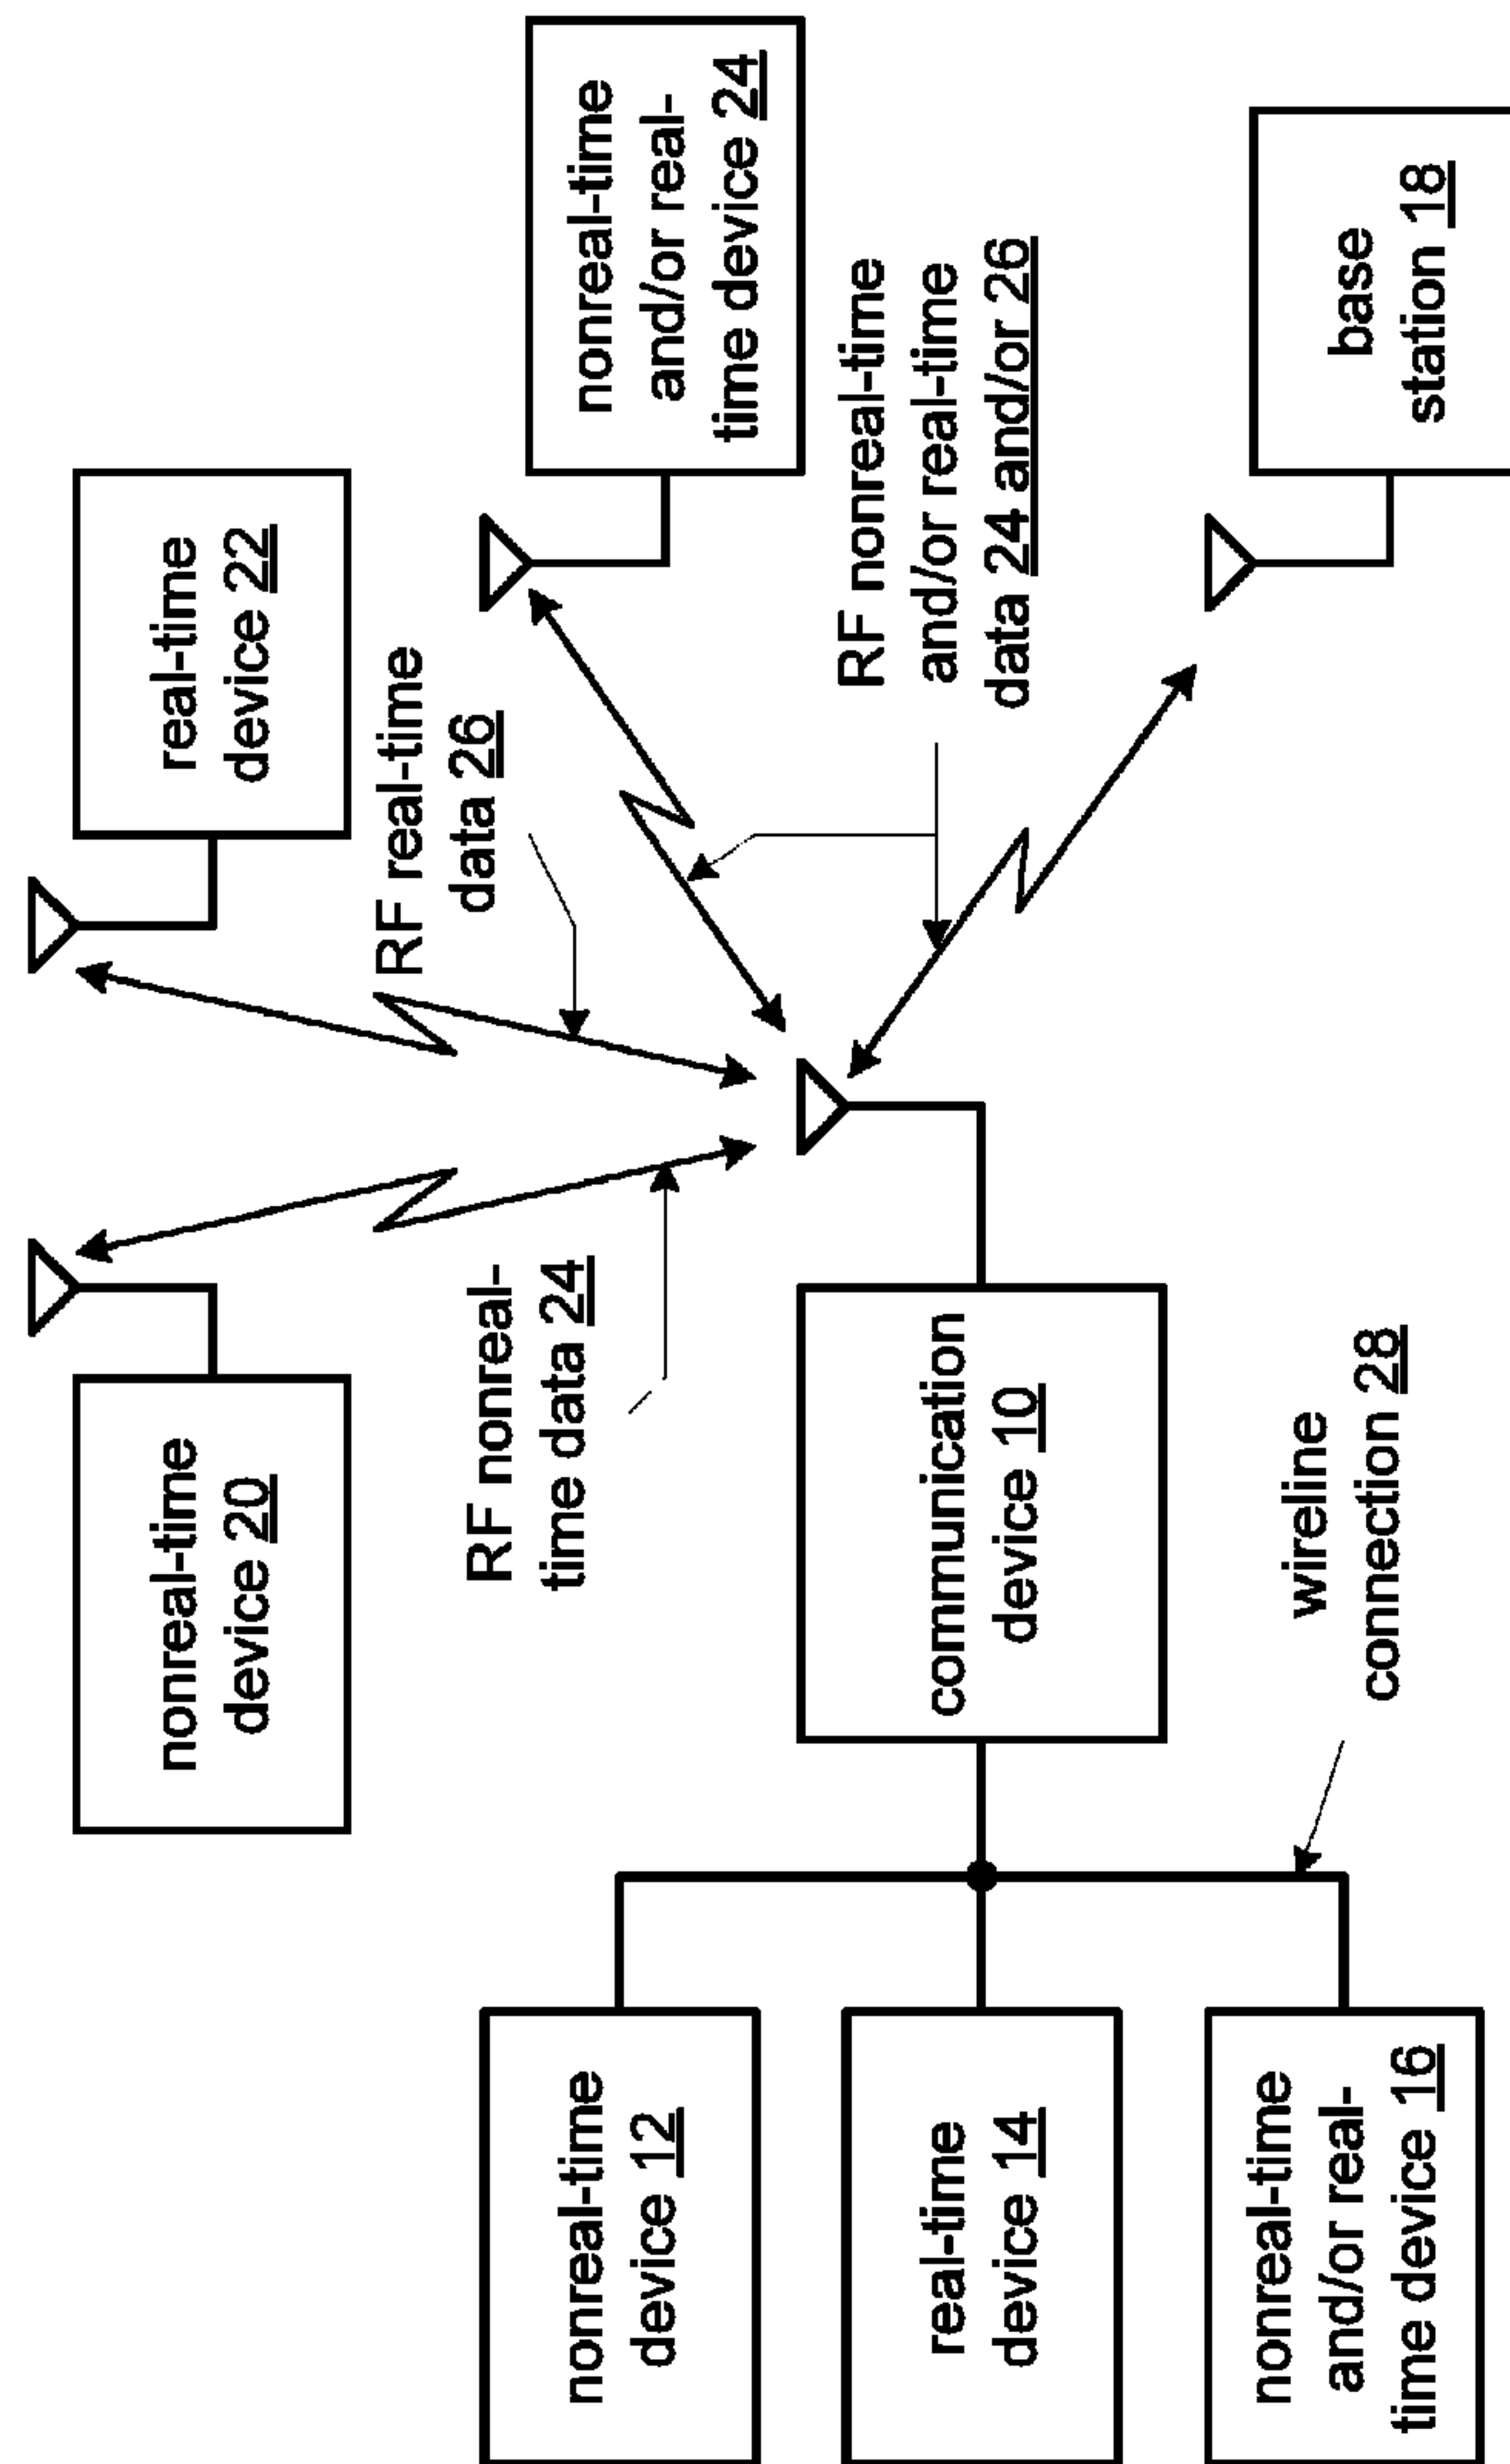 nonreal-time
device 20
real-time
device 22
RF real-time
data 26
RF nonreal-
time data 24
nonreal-time
and/or real-
time device 24
RF nonreal-time
and/or real-time
data 24 and/or 26
nonreal-time
device 12
communication
device 10
real-time
device 14
wireline
connection 28
nonreal-time
and/or real-
time device 16
base
station 18